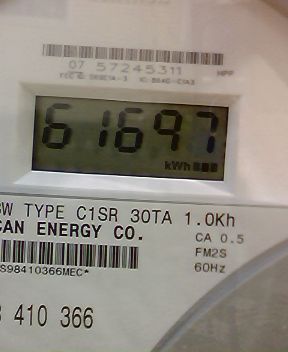 07 57245311 HPP
61697
kWh
W TYPE C1SR 30TA 1.0Kh
CAN ENERGY CO.
CA 0.5
FM2S
60Hz
S98410366MEC*
410 366